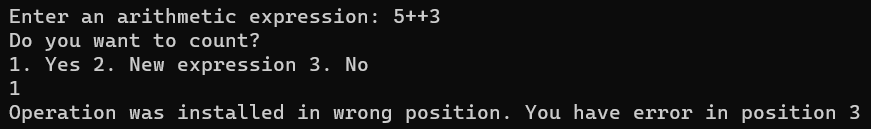 Enter an arithmetic expression: 5++3
Do you want to count?
1. Yes 2. New expression 3. No
1
Operation was installed in wrong position. You have error in position 3